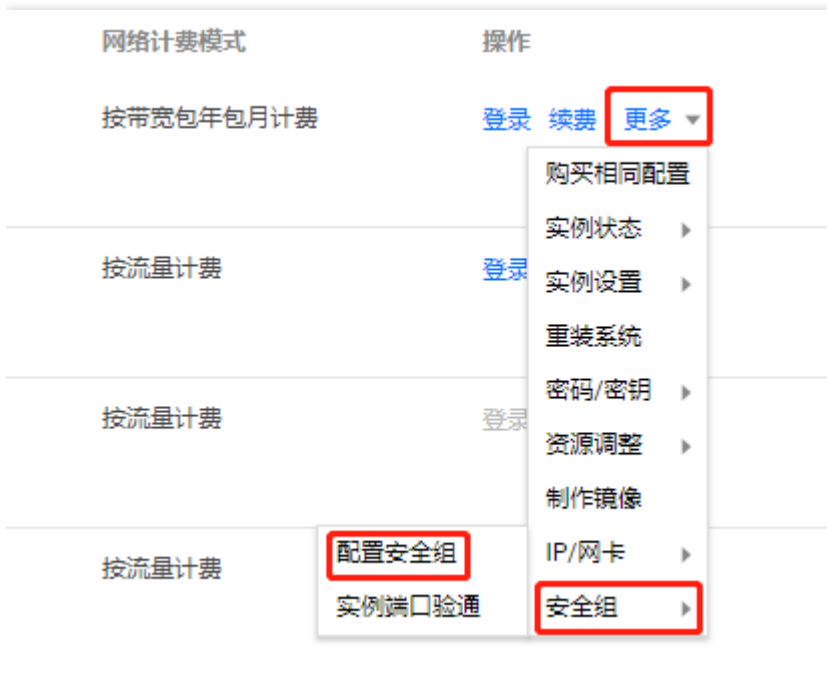 网络计费模式 操作
按带宽包年包月计费 登录 续费 更多
购买相同配置
实例状态
按流量计费 登录
实例设置
重装系统
密码/密钥
按流量计费 登录
资源调整
制作镜像
配置安全组 IP/网卡
按流量计费
实例端口验通 安全组